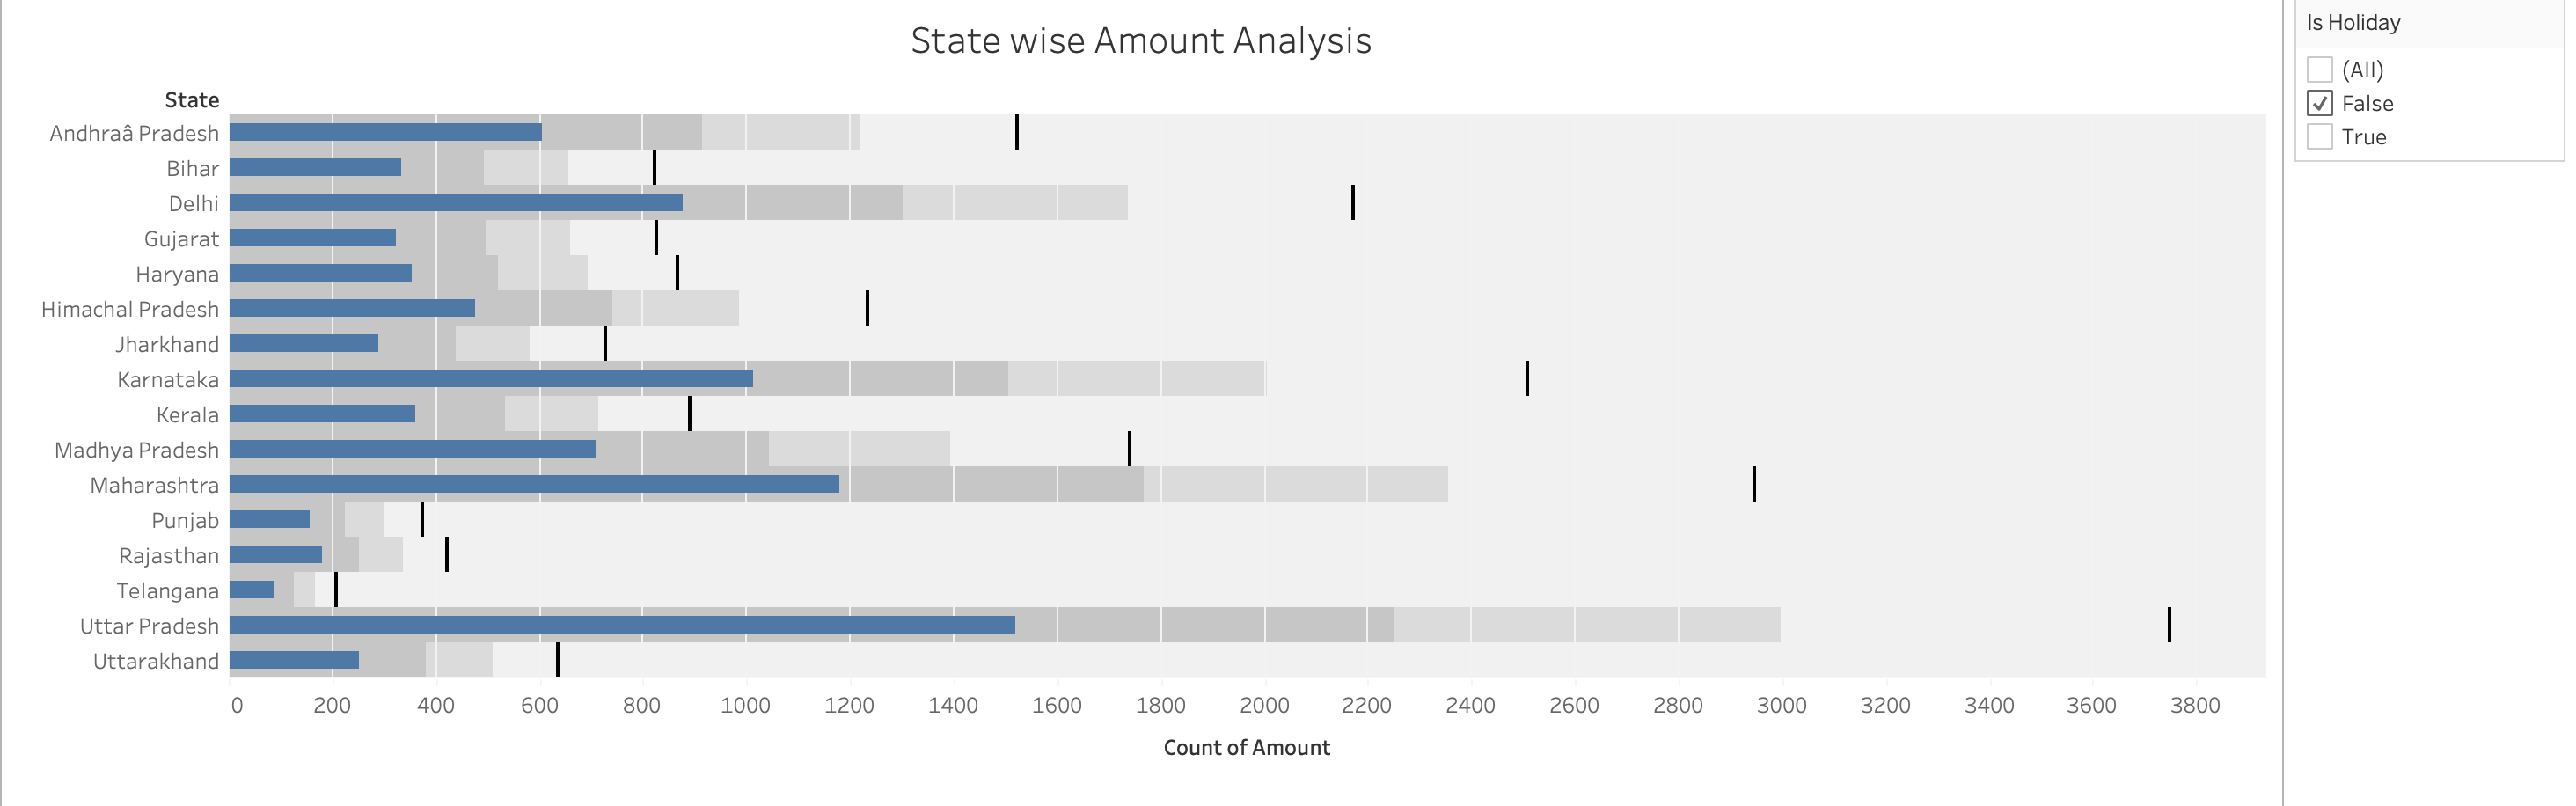 State wise Amount Analysis
State
Andhraâ Pradesh
Bihar
Delhi
Gujarat
Haryana
Himachal Pradesh
Jharkhand
Karnataka
Kerala
Madhya Pradesh
Maharashtra
Punjab
Rajasthan
Telangana
Uttar Pradesh
Uttarakhand
0 200 400 600 800 1000 1200 1400 1600 1800 2000 2200 2400 2600 2800 3000 3200 3400 3600 3800
Count of Amount
Is Holiday
(All)
False
True